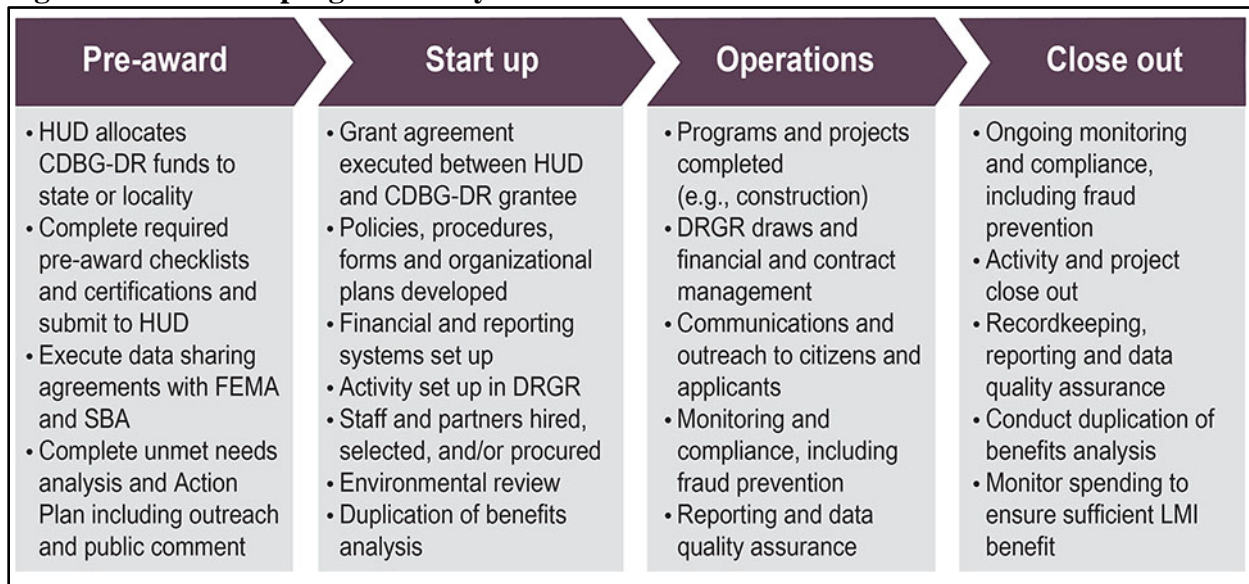 Pre-award
• HUD allocates
CDBG-DR funds to
state or locality
• Complete required
pre-award checklists
and certifications and
submit to HUD
• Execute data sharing
agreements with FEMA
and SBA
• Complete unmet needs
analysis and Action
Plan including outreach
and public comment
Start up
• Grant agreement
executed between HUD
and CDBG-DR grantee
• Policies, procedures,
forms and organizational
plans developed
• Financial and reporting
systems set up
• Activity set up in DRGR
• Staff and partners hired,
selected, and/or procured
• Environmental review
• Duplication of benefits
analysis
Operations
• Programs and projects
completed
(e.g., construction)
• DRGR draws and
financial and contract
management
• Communications and
outreach to citizens and
applicants
• Monitoring and
compliance, including
fraud prevention
• Reporting and data
quality assurance
Close out
• Ongoing monitoring
and compliance,
including fraud
prevention
• Activity and project
close out
• Recordkeeping,
reporting and data
quality assurance
• Conduct duplication of
benefits analysis
• Monitor spending to
ensure sufficient LMI
benefit